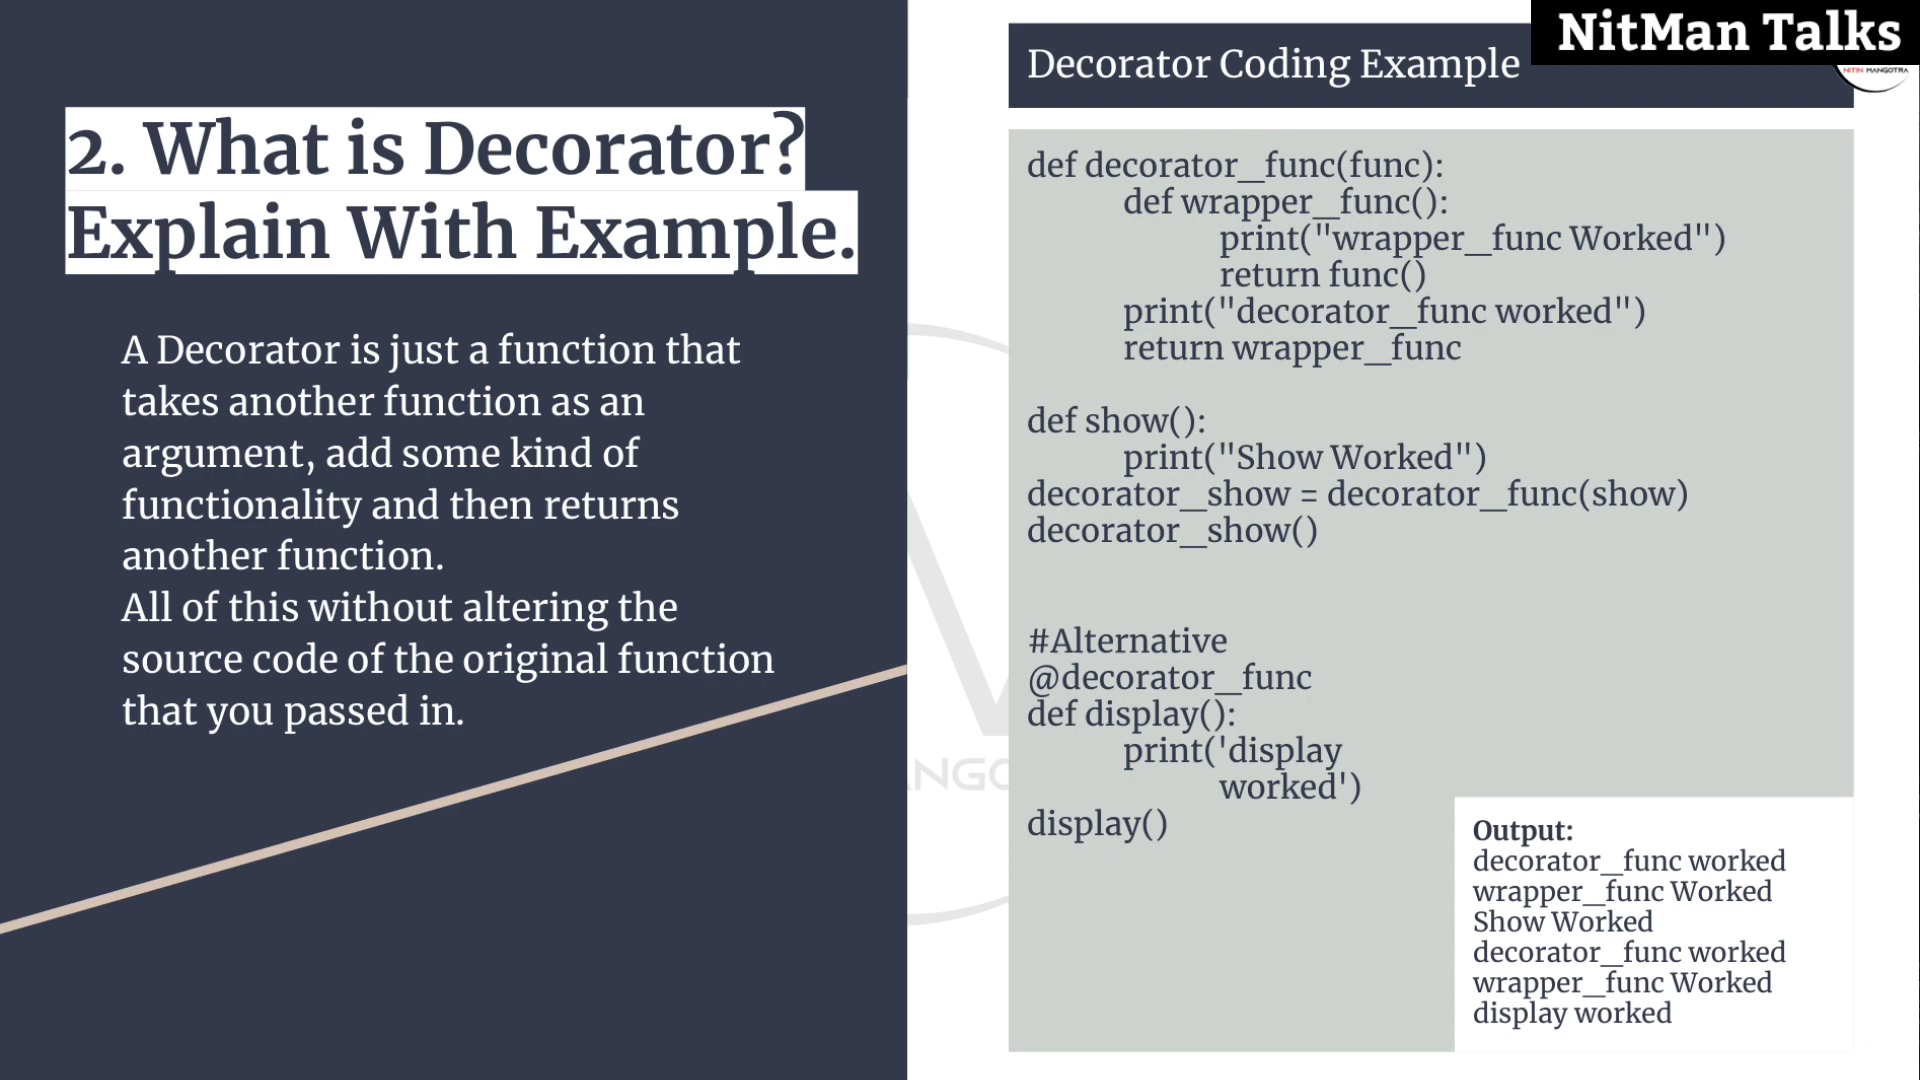 NitMan Talks
NITIN MANGOTRA
2. What is Decorator?
Explain With Example.
A Decorator is just a function that
takes another function as an
argument, add some kind of
functionality and then returns
another function.
All of this without altering the
source code of the original function
that you passed in.
Decorator Coding Example
def decorator_func(func):
def wrapper_func():
print("wrapper_func Worked")
return func()
print("decorator_func worked")
return wrapper_func
def show():
print("Show Worked")
decorator_show = decorator_func(show)
decorator_show()
#Alternative
@decorator_func
def display():
print('display
worked')
display()
Output:
decorator_func worked
wrapper_func Worked
Show Worked
decorator_func worked
wrapper_func Worked
display worked